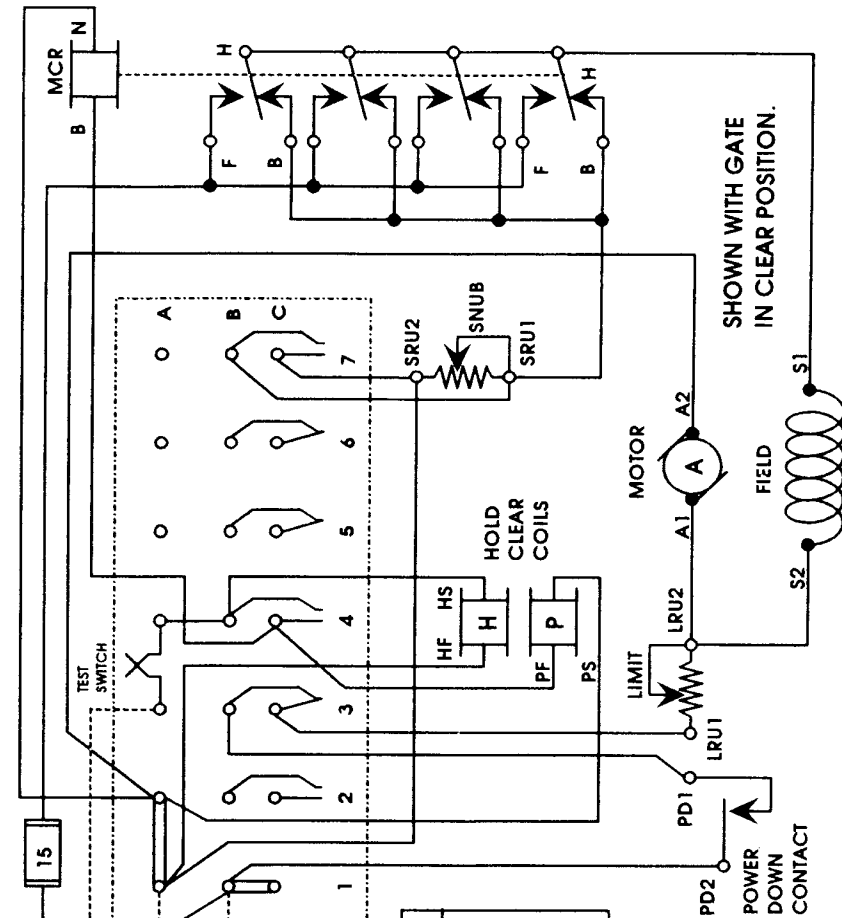 N
MCR
B
H
H
F
B
F
B
SHOWN WITH GATE
IN CLEAR POSITION.
A
B
C
SRU2
SNUB
SRU1
7
6
5
4
3
2
1
S1
A2
MOTOR
A
FIELD
A1
S2
HOLD
CLEAR
COILS
HS
H
HF
P
PF
PS
TEST
SWITCH
LRU2
LIMIT
LRU1
PD1
15
PD2
POWER
DOWN
CONTACT